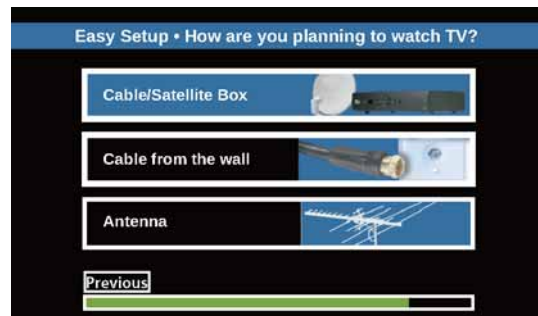 Easy Setup • How are you planning to watch TV?
Cable/Satellite Box
Cable from the wall
Antenna
Previous